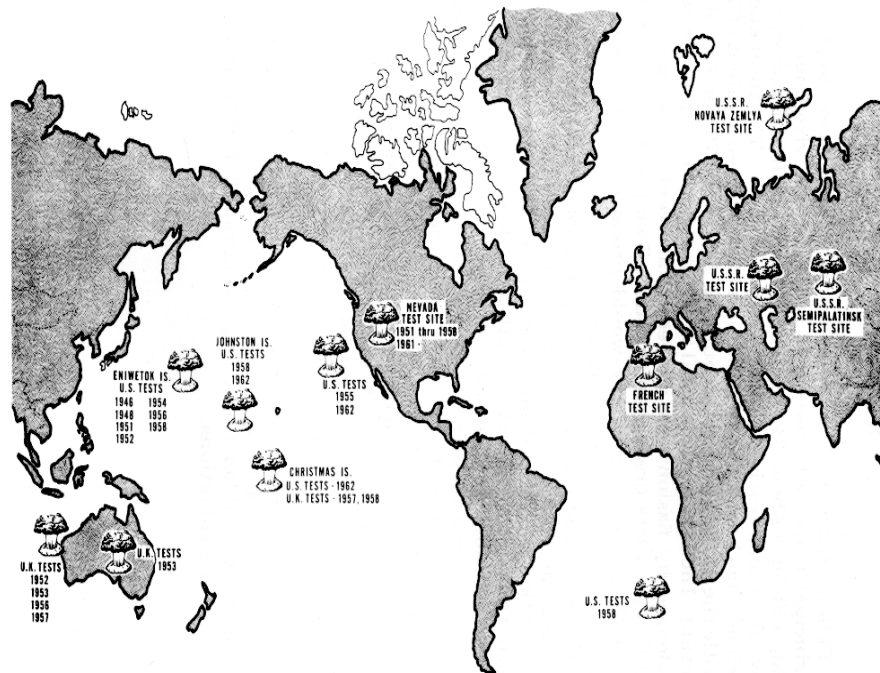 U.S.S.R.
NOVAYA ZEMLYA
TEST SITE
U.S.S.R.
TEST SITE
U.S.S.R.
SEMIPALATINSK
TEST SITE
NEVADA
TEST SITE
1951 thru 1958
1961 -
JOHNSTON IS.
U.S. TESTS
1958
1962
ENIWETOK IS.
U.S. TESTS
1946 1954
1948 1956
1951 1958
1952
U.S. TESTS
1955
1962
FRENCH
TEST SITE
CHRISTMAS IS.
U.S. TESTS - 1962
U.K. TESTS - 1957, 1958
U.K. TESTS
1953
U.K. TESTS
1952
1953
1956
1957
U.S. TESTS
1958